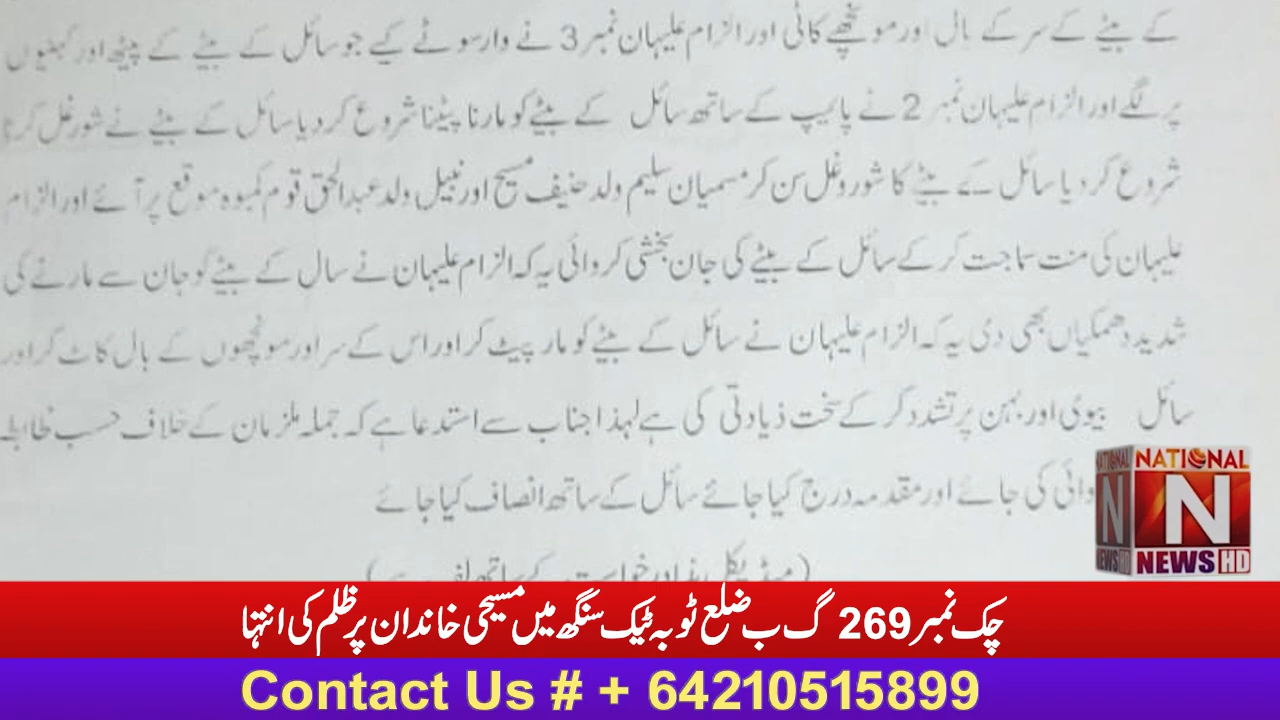 کے بیٹے کے سر کے بال اور مونچھے کاٹی اور الزام علیہان نمبر 3 نے وار سوٹے کیے جو سائل کے بیٹے کے پیٹھ اور کہنیوں
پر لگے اور الزام علیہان نمبر 2 نے پائیپ کے ساتھ سائل کے بیٹے کو مارنا پیٹنا شروع کر دیا سائل کے بیٹے نے شور غل کرنا
شروع کر دیا سائل کے بیٹے کا شور و غل سن کر مسمیان سلیم ولد حنیف مسیح اور نبیل ولد عبدالحق قوم کمبوہ موقع پر آئے اور الزام
علیہان کی منت سماجت کر کے سائل کے بیٹے کی جان بخشی کروائی یہ کہ الزام علیہان نے سال کے بیٹے کو جان سے مارنے کی
شدید دھمکیاں بھی دی یہ کہ الزام علیہان نے سائل کے بیٹے کو مار پیٹ کر اور اس کے سر اور مونچھوں کے بال کاٹ کر اور
سائل بیوی اور بہن پر تشدد کر کے سخت ذیادتی کی ہے لہذا جناب سے استدعا ہے کہ جملہ ملزمان کے خلاف حسب ظابطہ
وائی کی جائے اور مقدمہ درج کیا جائے سائل کے ساتھ انصاف کیا جائے
NATIONAL
N
N
NEWS HD
چک نمبر 269 گ ب ضلع ٹوبہ ٹیک سنگھ میں مسیحی خاندان پر ظلم کی انتہا
Contact Us # + 64210515899